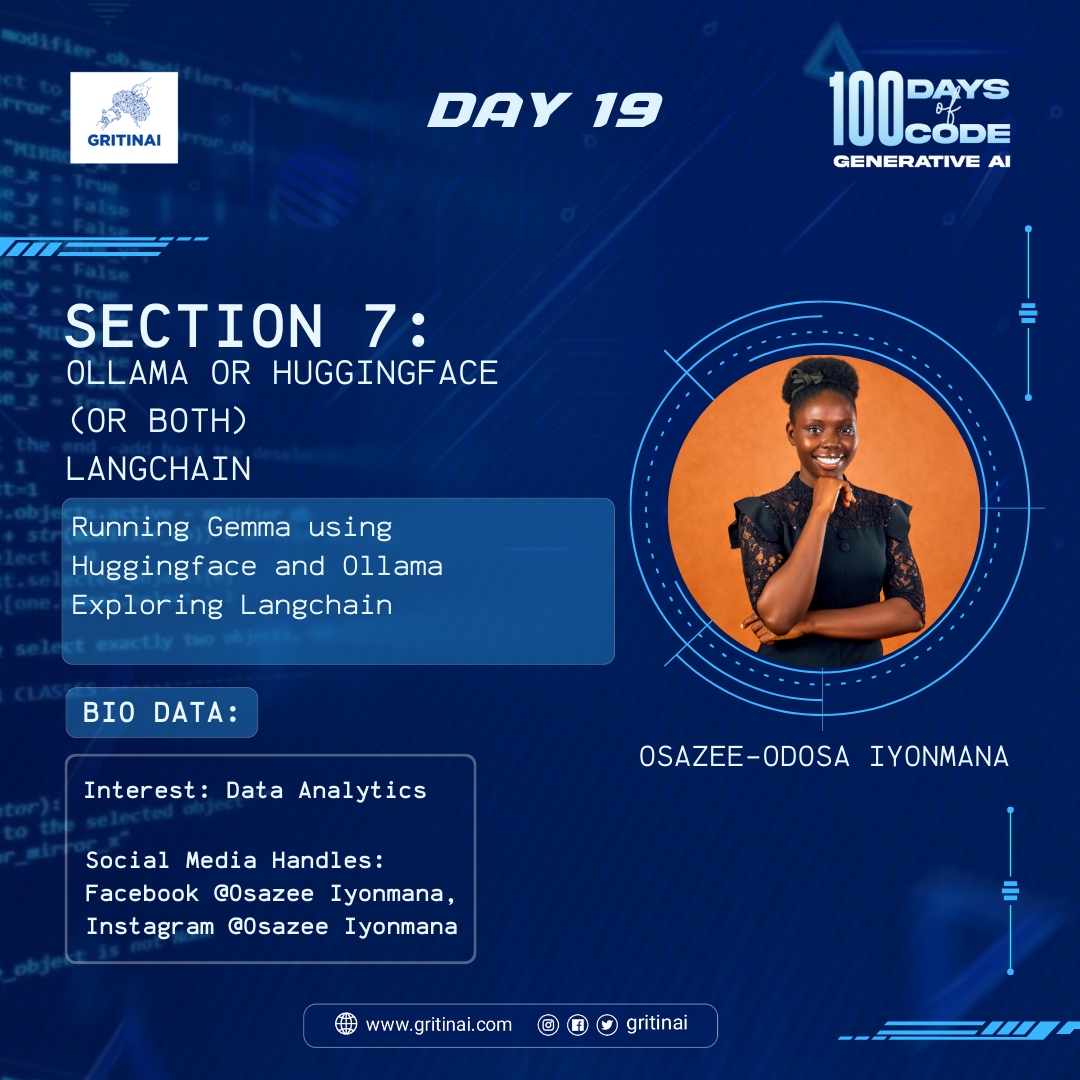 GRITINAI
DAY 19
100 DAYS
of
CODE
GENERATIVE AI
SECTION 7:
OLLAMA OR HUGGINGFACE
(OR BOTH)
LANGCHAIN
Running Gemma using
Huggingface and Ollama
Exploring Langchain
BIO DATA:
Interest: Data Analytics
Social Media Handles:
Facebook @Osazee Iyonmana,
Instagram @Osazee Iyonmana
OSAZEE-ODOSA IYONMANA
www.gritinai.com
gritinai